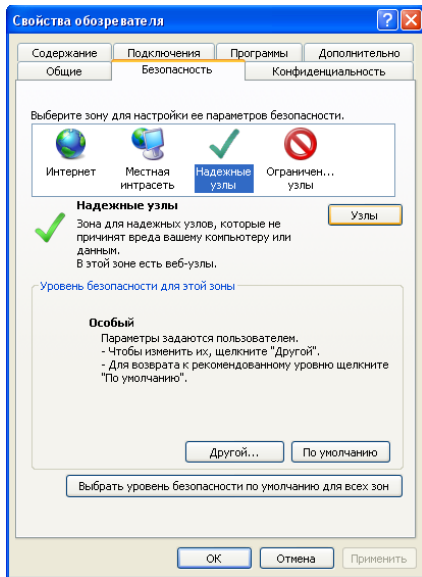 Свойства обозревателя
Содержание Подключения Программы Дополнительно
Общие Безопасность Конфиденциальность
Выберите зону для настройки ее параметров безопасности.
Интернет Местная интрасеть Надежные узлы Ограничен... узлы
Надежные узлы
Узлы
Зона для надежных узлов, которые не
причинят вреда вашему компьютеру или
данным.
В этой зоне есть веб-узлы.
Уровень безопасности для этой зоны
Особый
Параметры задаются пользователем.
- Чтобы изменить их, щелкните "Другой".
- Для возврата к рекомендованному уровню щелкните
"По умолчанию".
Другой... По умолчанию
Выбрать уровень безопасности по умолчанию для всех зон
ОК Отмена Применить